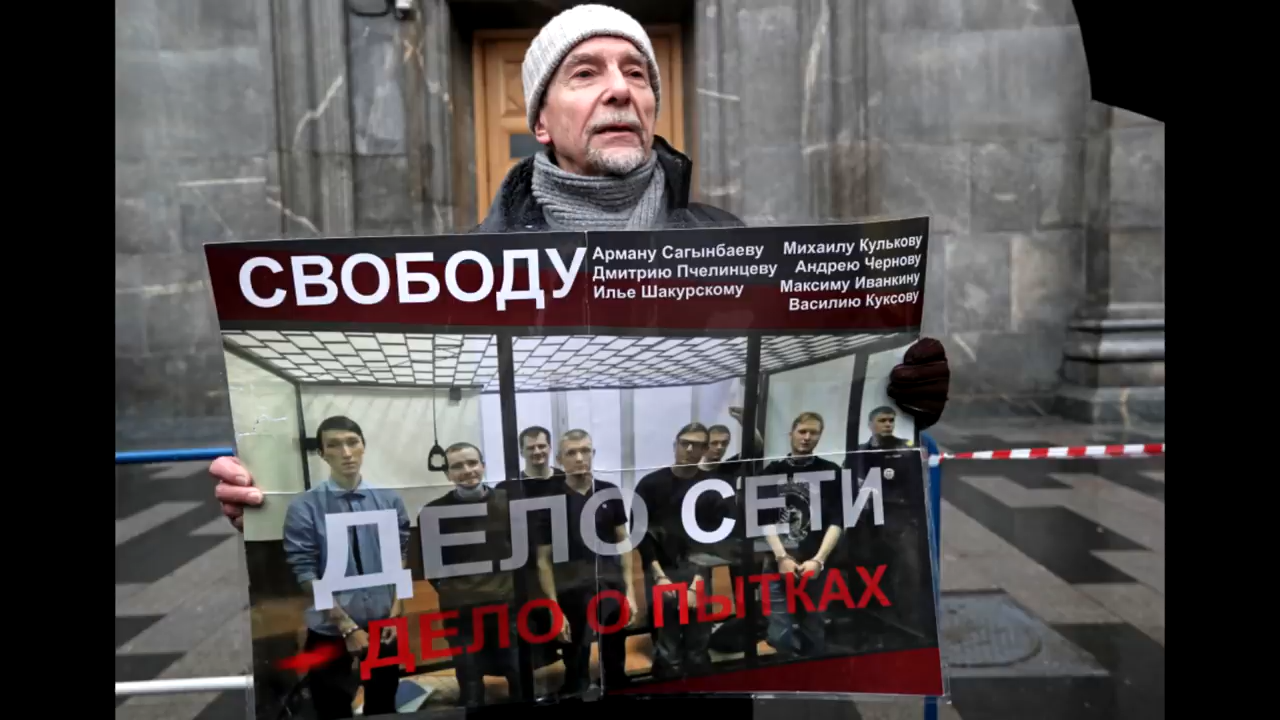 СВОБОДУ
Арману Сагынбаеву
Дмитрию Пчелинцеву
Илье Шакурскому
Михаилу Кулькову
Андрею Чернову
Максиму Иванкину
Василию Куксову
ДЕЛО СЕТИ
ДЕЛО О ПЫТКАХ